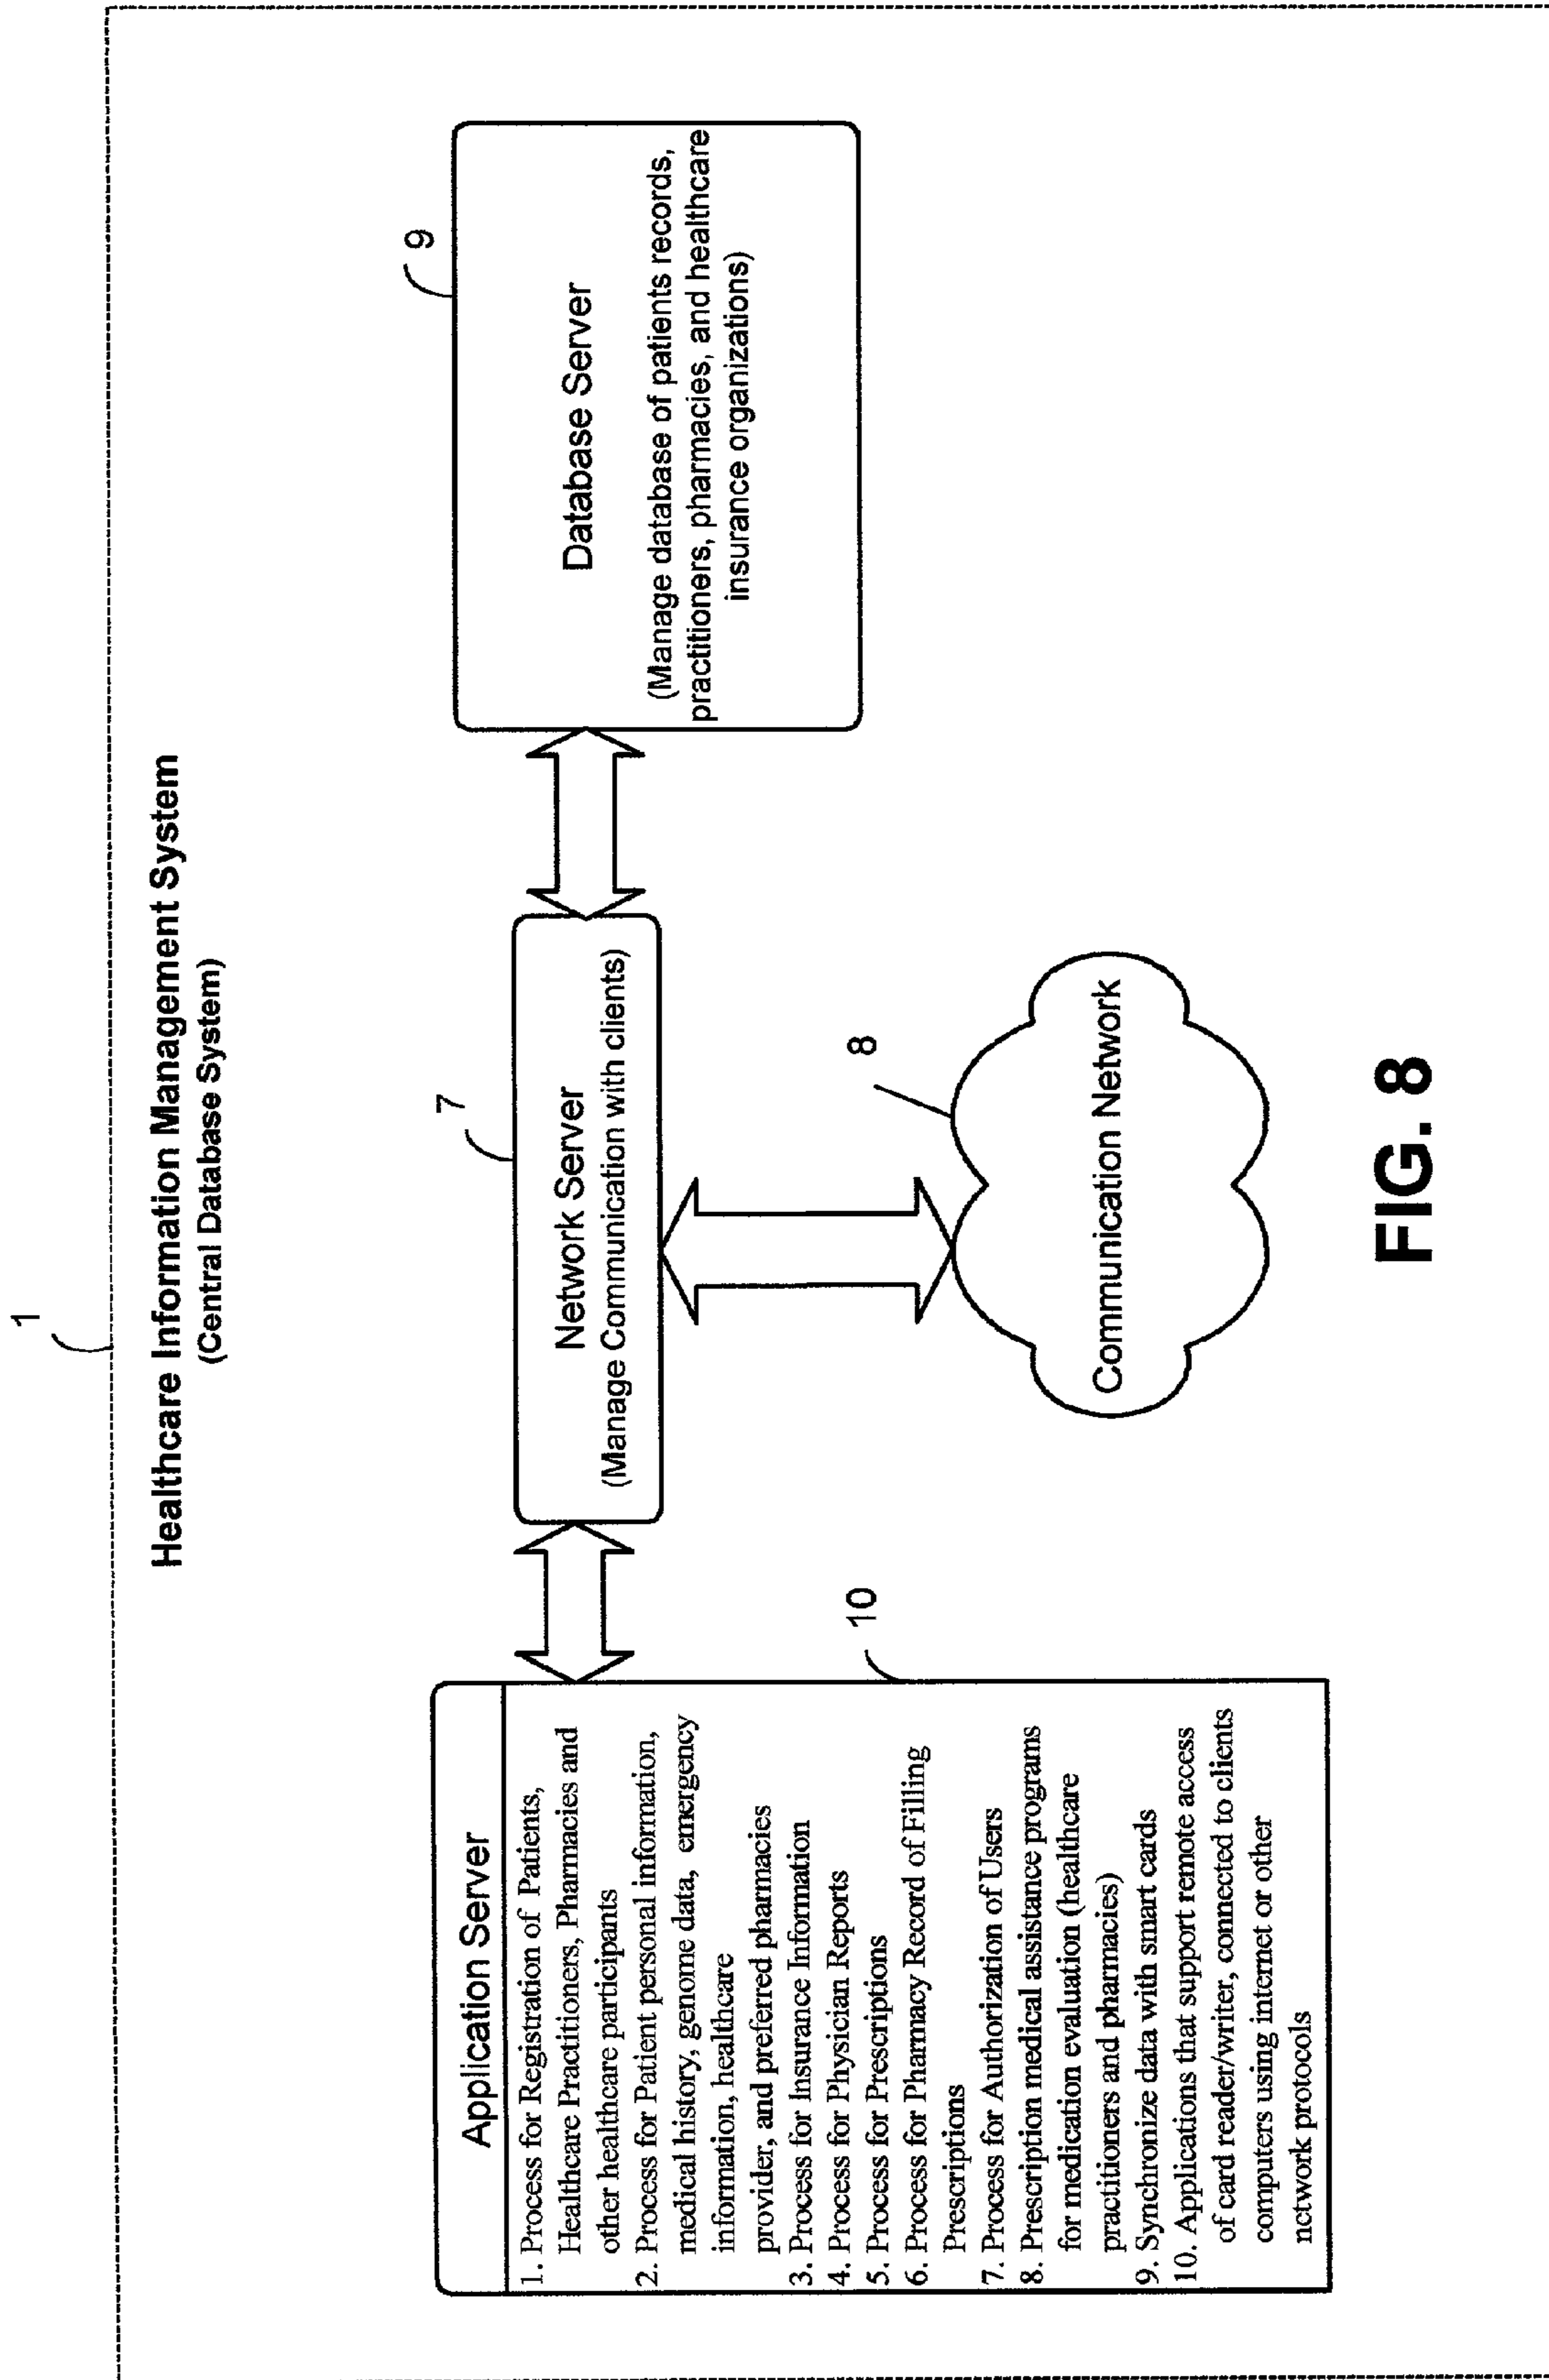 1
Healthcare Information Management System
(Central Database System)
Application Server
1. Process for Registration of Patients,
Healthcare Practitioners, Pharmacies and
other healthcare participants
2. Process for Patient personal information,
medical history, genome data, emergency
information, healthcare
provider, and preferred pharmacies
3. Process for Insurance Information
4. Process for Physician Reports
5. Process for Prescriptions
6. Process for Pharmacy Record of Filling
Prescriptions
7. Process for Authorization of Users
8. Prescription medical assistance programs
for medication evaluation (healthcare
practitioners and pharmacies)
9. Synchronize data with smart cards
10. Applications that support remote access
of card reader/writer, connected to clients
computers using internet or other
network protocols
10
7
Network Server
(Manage Communication with clients)
8
Communication Network
9
Database Server
(Manage database of patients records,
practitioners, pharmacies, and healthcare
insurance organizations)
FIG. 8